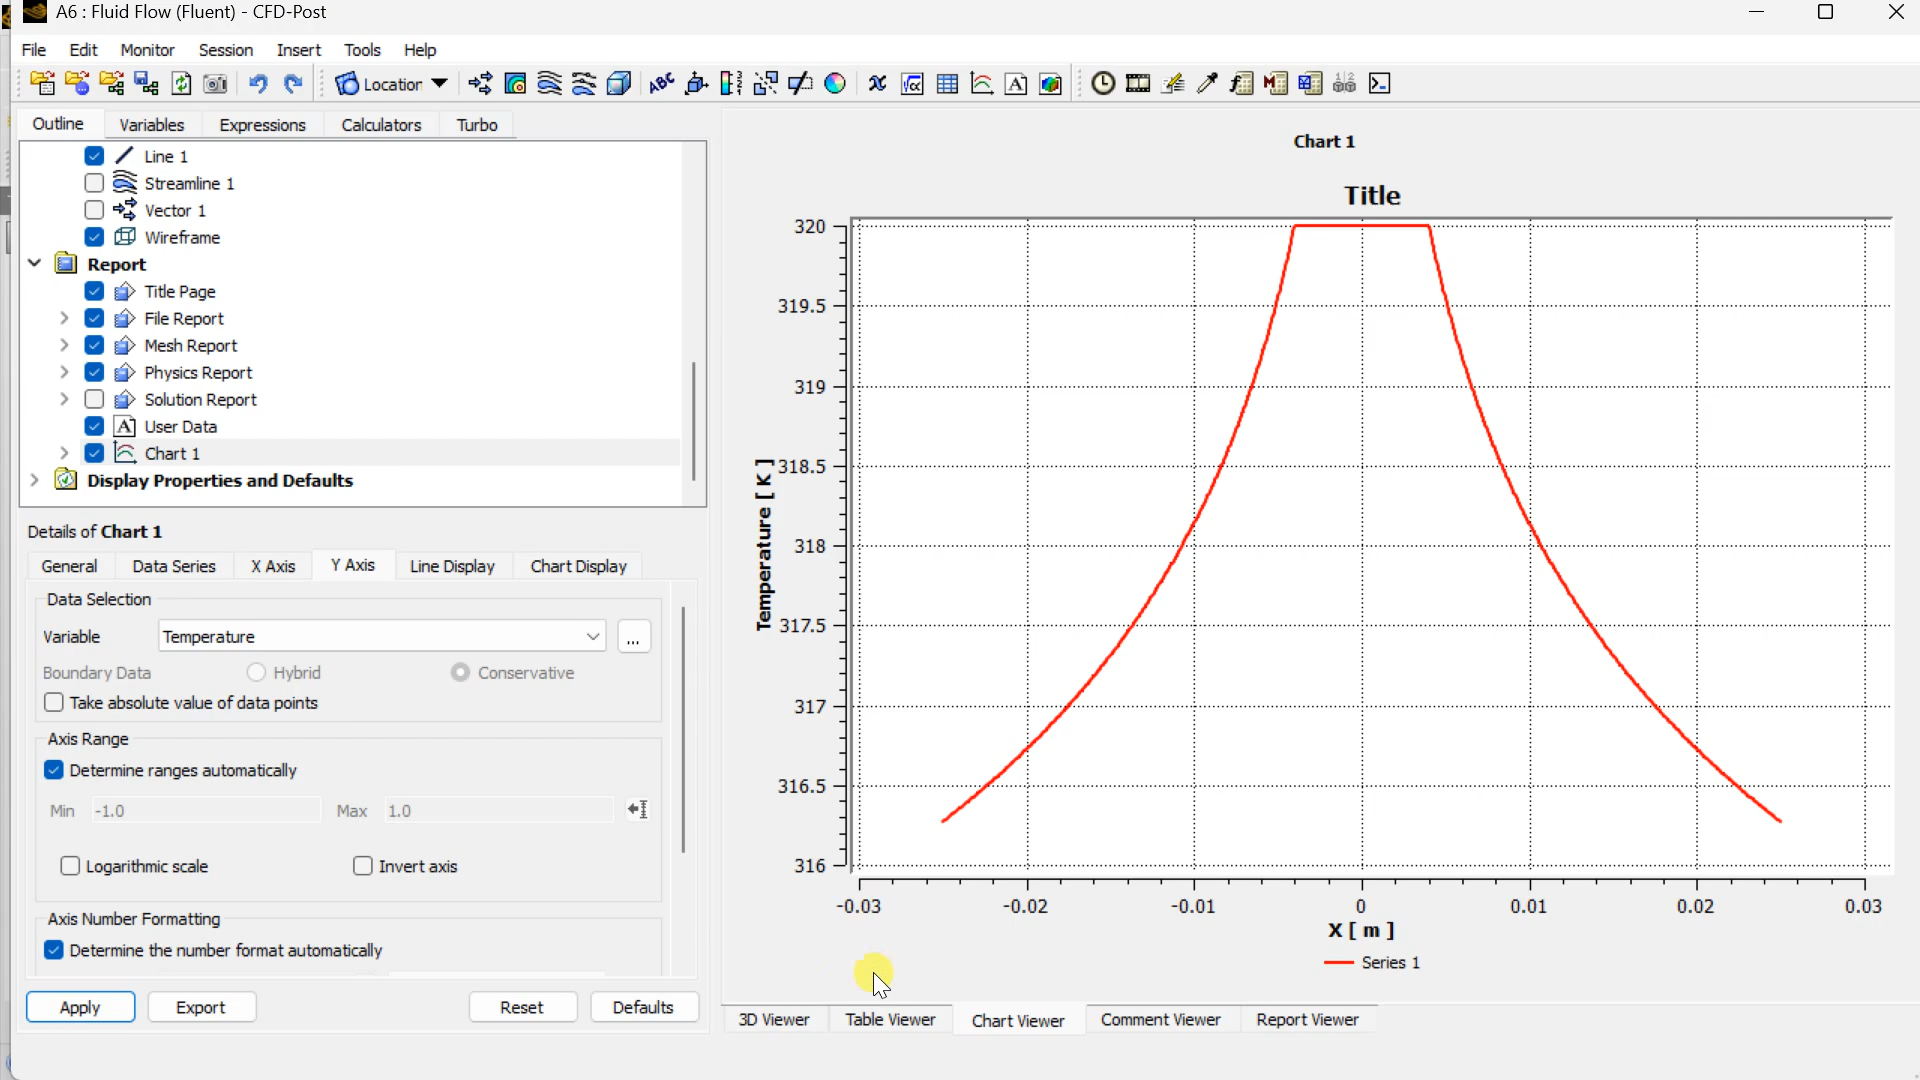 A6 : Fluid Flow (Fluent) - CFD-Post
File Edit Monitor Session Insert Tools Help
Location
Outline Variables Expressions Calculators Turbo
Line 1
Streamline 1
Vector 1
Wireframe
Report
Title Page
File Report
Mesh Report
Physics Report
Solution Report
User Data
Chart 1
Display Properties and Defaults
Details of Chart 1
General Data Series X Axis Y Axis Line Display Chart Display
Data Selection
Variable Temperature ...
Boundary Data Hybrid Conservative
Take absolute value of data points
Axis Range
Determine ranges automatically
Min -1.0 Max 1.0
Logarithmic scale Invert axis
Axis Number Formatting
Determine the number format automatically
Apply Export Reset Defaults
Chart 1
Title
320
319.5
319
318.5
318
317.5
317
316.5
316
Temperature [ K ]
-0.03 -0.02 -0.01 0 0.01 0.02 0.03
X [ m ]
Series 1
3D Viewer Table Viewer Chart Viewer Comment Viewer Report Viewer